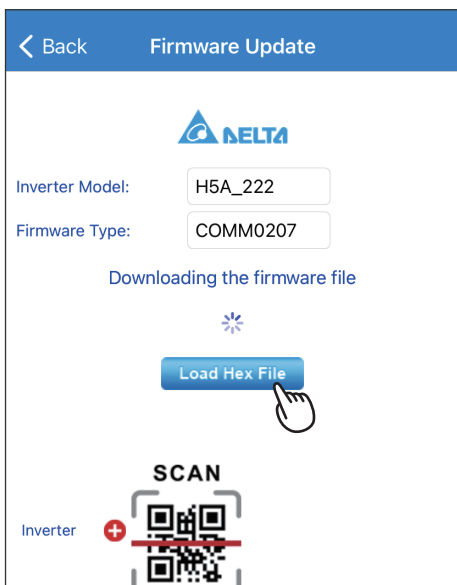 Back Firmware Update
DELTA
Inverter Model: H5A_222
Firmware Type: COMM0207
Downloading the firmware file
Load Hex File
SCAN
Inverter